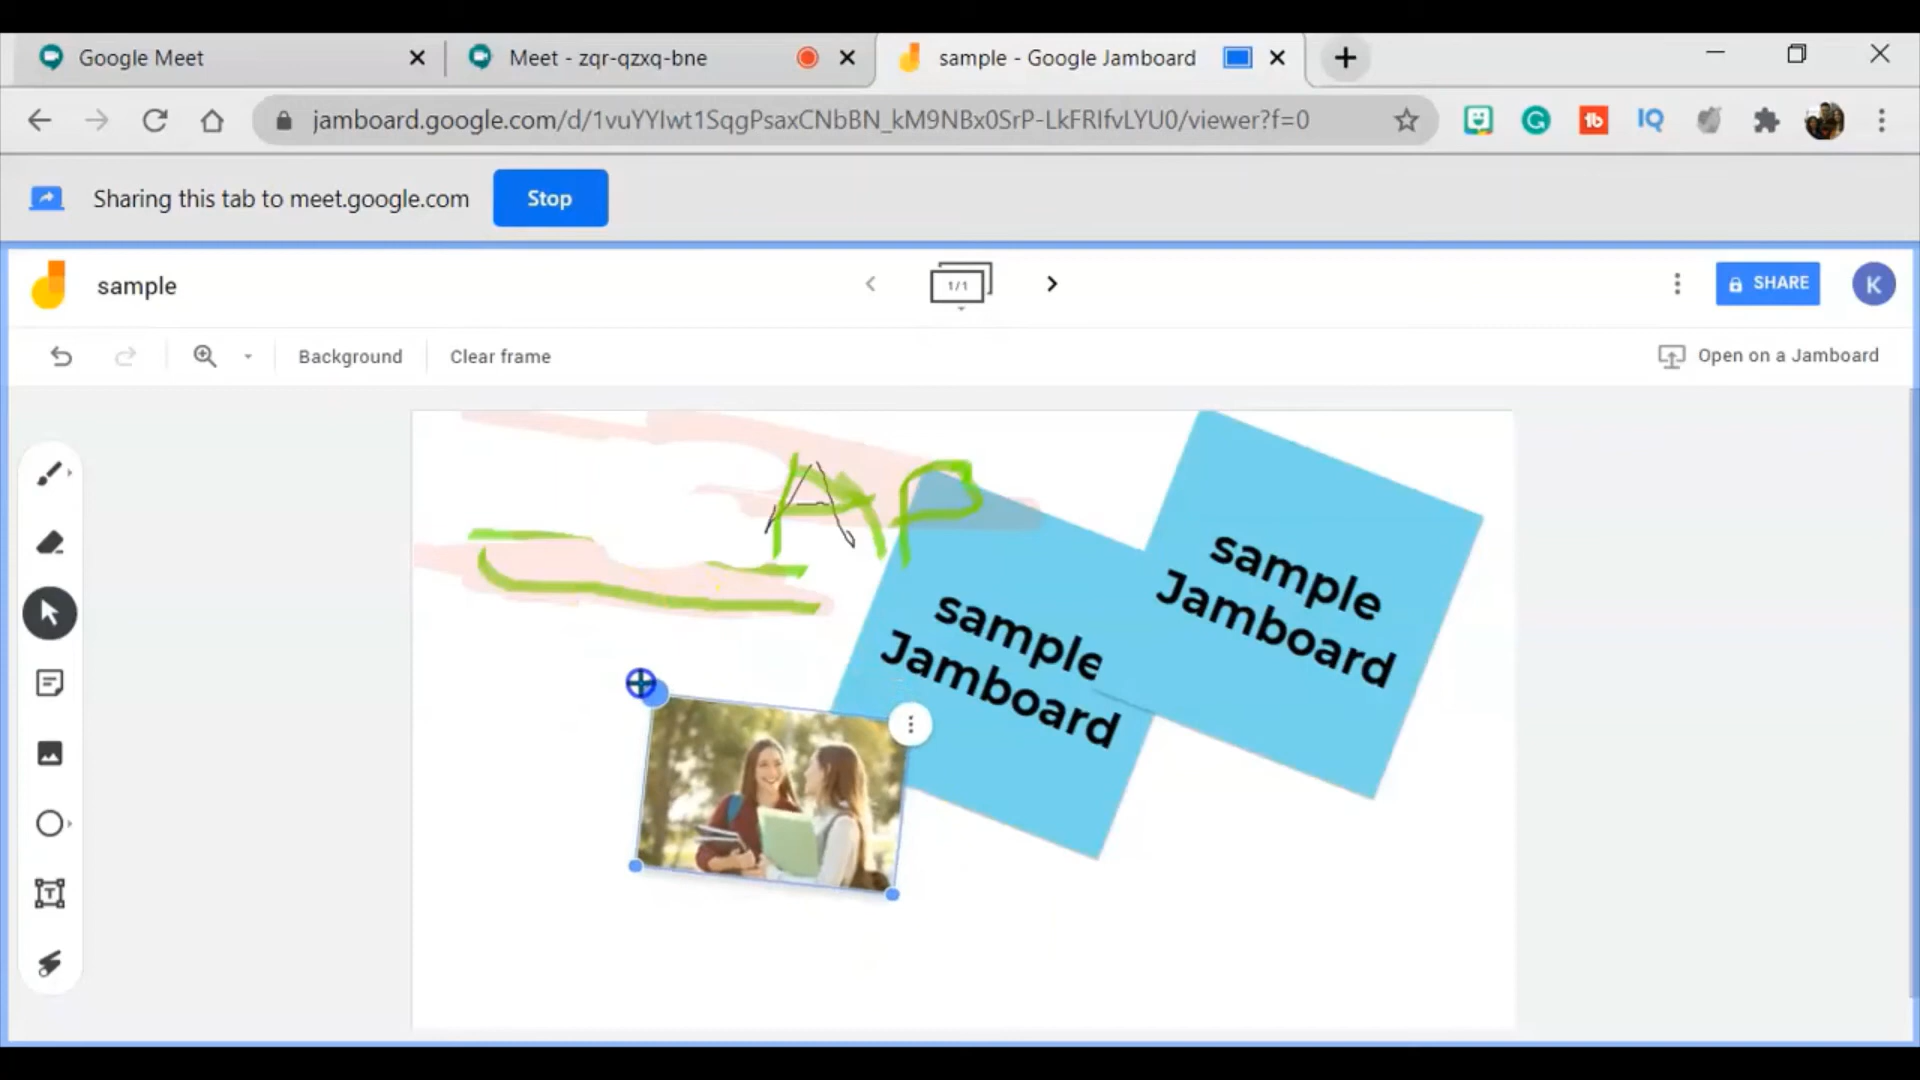 Google Meet
Meet - zqr-qzxq-bne
sample - Google Jamboard
jamboard.google.com/d/1vuYYIwt1SqgPsaxCNbBN_kM9NBx0SrP-LkFRIfvLYU0/viewer?f=0
IQ
Sharing this tab to meet.google.com
Stop
sample
1/1
SHARE
K
Background
Clear frame
Open on a Jamboard
AP
A
sample
Jamboard
sample
Jamboard